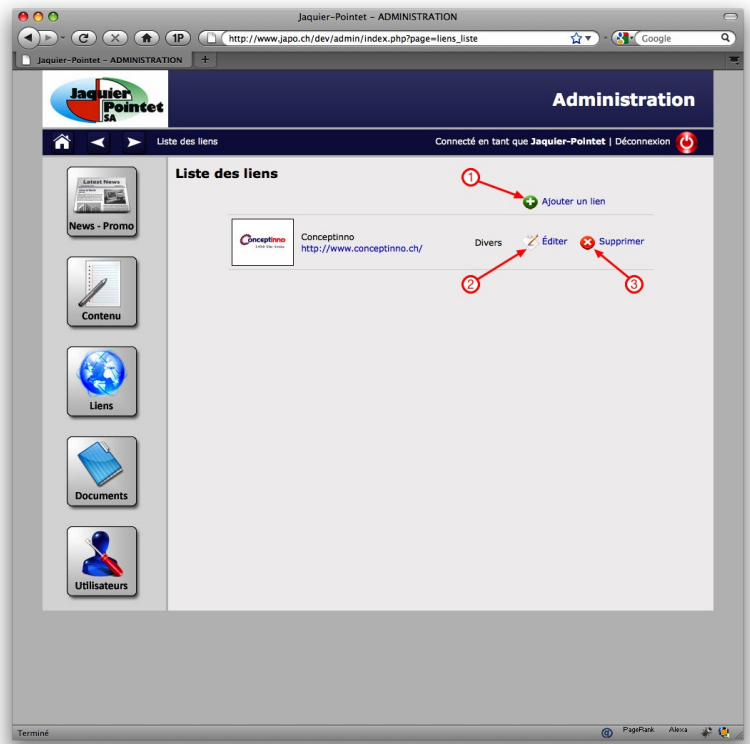 Jaquier-Pointet – ADMINISTRATION
1P
http://www.japo.ch/dev/admin/index.php?page=liens_liste
Google
Jaquier-Pointet – ADMINISTRATION
Jaquier
Pointet
SA
Administration
Liste des liens
Connecté en tant que Jaquier-Pointet | Déconnexion
Liste des liens
1
Ajouter un lien
Latest News
News - Promo
Conceptinno
Conceptinno
http://www.conceptinno.ch/
Divers
Éditer
Supprimer
2
3
Contenu
Liens
Documents
Utilisateurs
Terminé
PageRank
Alexa